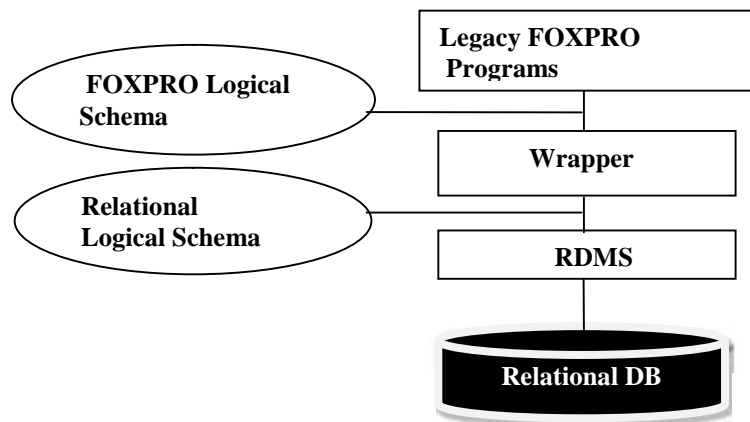 Legacy FOXPRO
Programs
FOXPRO Logical
Schema
Wrapper
Relational
Logical Schema
RDMS
Relational DB